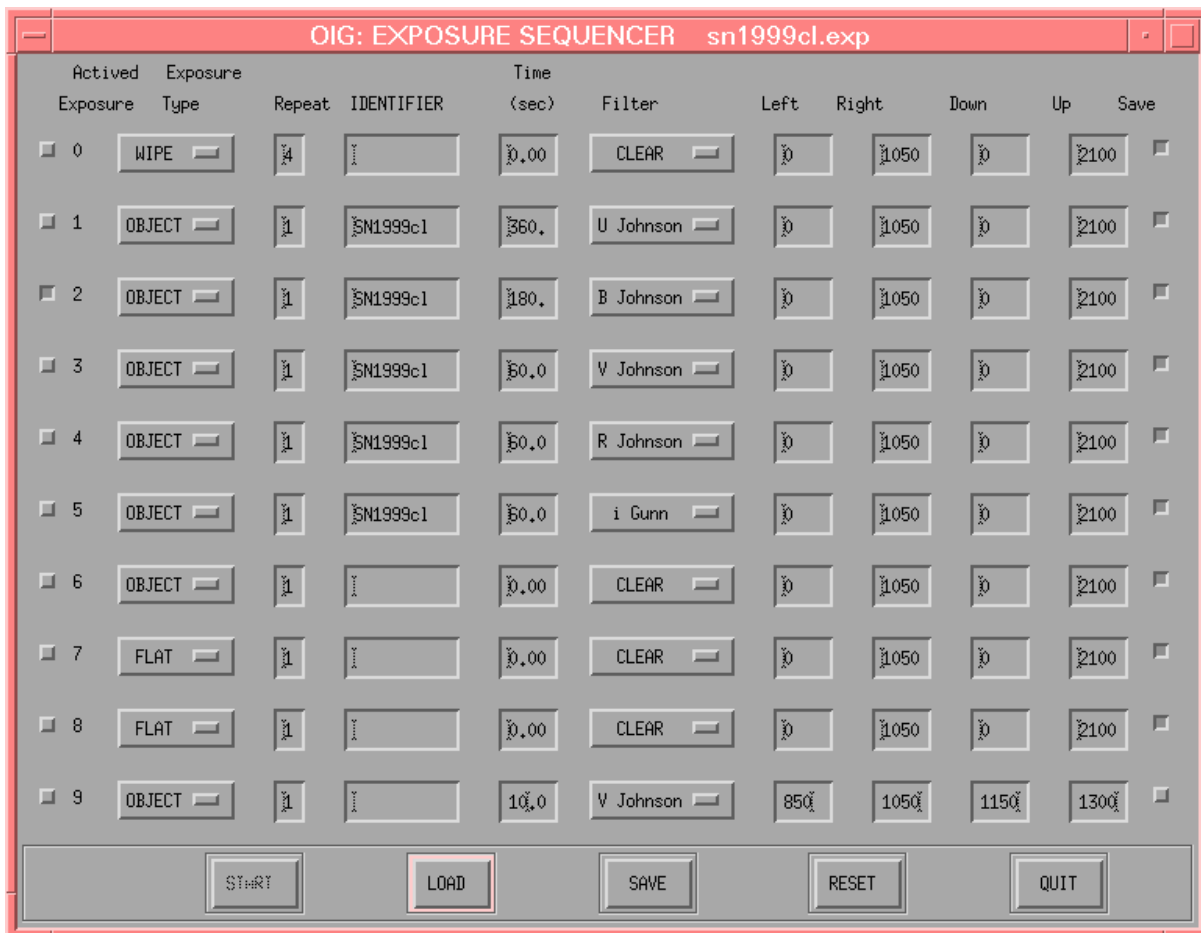 OIG: EXPOSURE SEQUENCER sn1999cl.exp
Actived Exposure Time
Exposure Type Repeat IDENTIFIER (sec) Filter Left Right Down Up Save
0 WIPE 4 0.00 CLEAR 0 1050 0 2100
1 OBJECT 1 SN1999cl 360. U Johnson 0 1050 0 2100
2 OBJECT 1 SN1999cl 180. B Johnson 0 1050 0 2100
3 OBJECT 1 SN1999cl 60.0 V Johnson 0 1050 0 2100
4 OBJECT 1 SN1999cl 60.0 R Johnson 0 1050 0 2100
5 OBJECT 1 SN1999cl 60.0 i Gunn 0 1050 0 2100
6 OBJECT 1 0.00 CLEAR 0 1050 0 2100
7 FLAT 1 0.00 CLEAR 0 1050 0 2100
8 FLAT 1 0.00 CLEAR 0 1050 0 2100
9 OBJECT 1 10.0 V Johnson 850 1050 1150 1300
START LOAD SAVE RESET QUIT